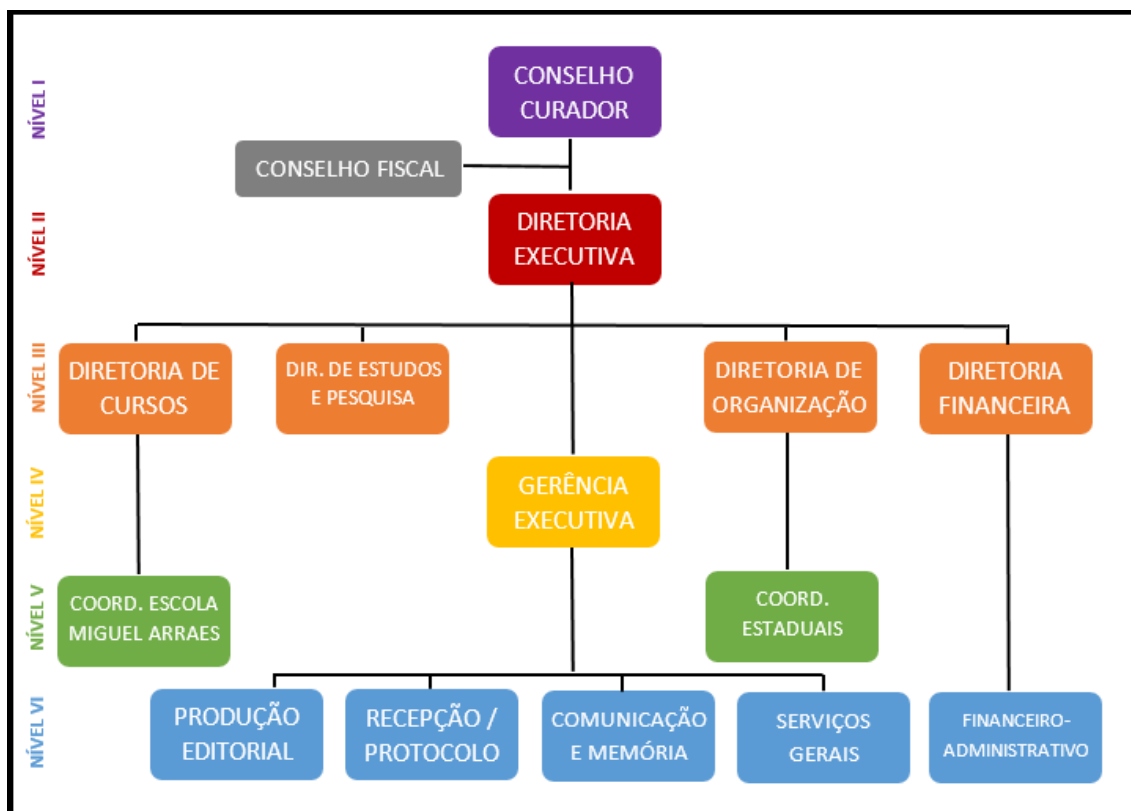 NÍVEL I
CONSELHO
CURADOR
CONSELHO FISCAL
NÍVEL II
DIRETORIA
EXECUTIVA
NÍVEL III
DIRETORIA DE
CURSOS
DIR. DE ESTUDOS
E PESQUISA
DIRETORIA DE
ORGANIZAÇÃO
DIRETORIA
FINANCEIRA
NÍVEL IV
GERÊNCIA
EXECUTIVA
NÍVEL V
COORD. ESCOLA
MIGUEL ARRAES
COORD.
ESTADUAIS
NÍVEL VI
PRODUÇÃO
EDITORIAL
RECEPÇÃO /
PROTOCOLO
COMUNICAÇÃO
E MEMÓRIA
SERVIÇOS
GERAIS
FINANCEIRO-
ADMINISTRATIVO